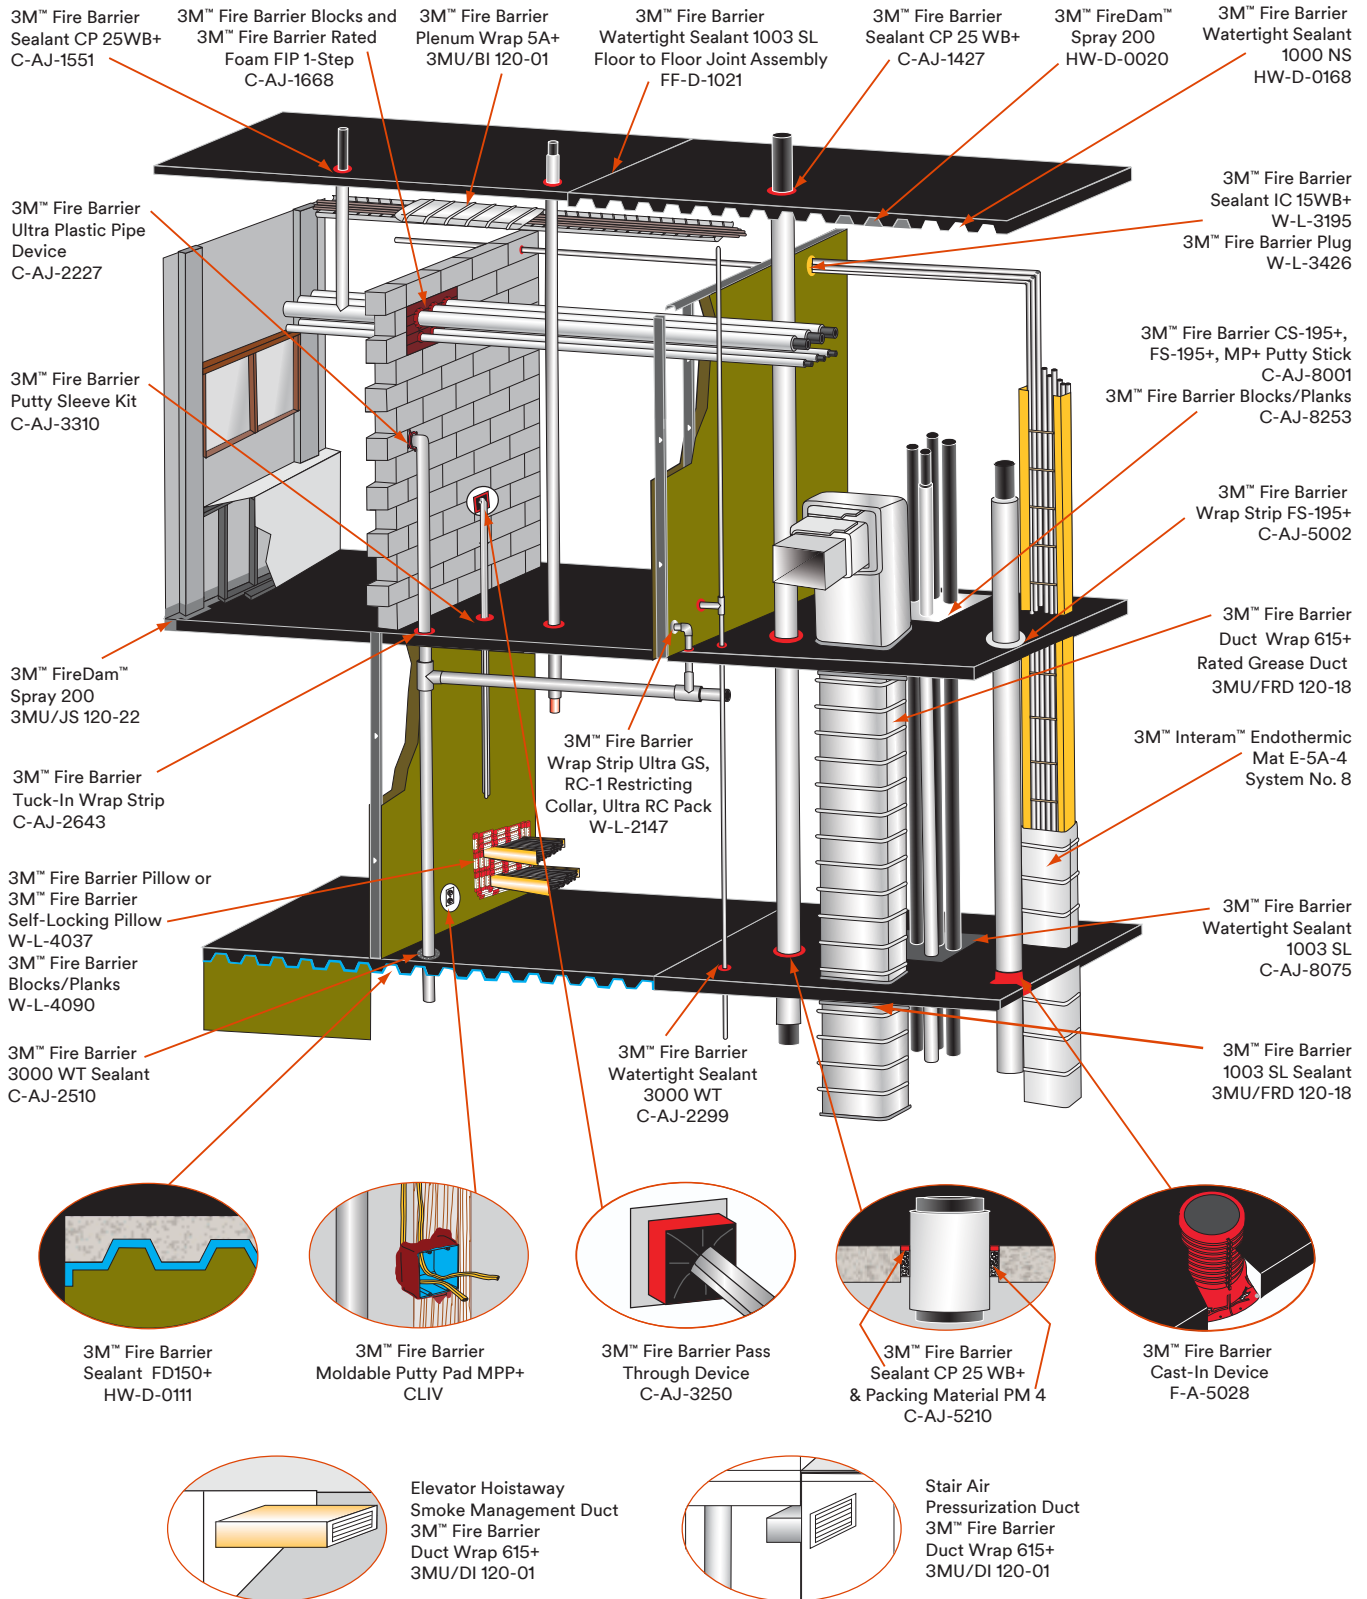 3M™ Fire Barrier
Sealant CP 25WB+
C-AJ-1551
3M™ Fire Barrier Blocks and
3M™ Fire Barrier Rated
Foam FIP 1-Step
C-AJ-1668
3M™ Fire Barrier
Plenum Wrap 5A+
3MU/BI 120-01
3M™ Fire Barrier
Watertight Sealant 1003 SL
Floor to Floor Joint Assembly
FF-D-1021
3M™ Fire Barrier
Sealant CP 25 WB+
C-AJ-1427
3M™ FireDam™
Spray 200
HW-D-0020
3M™ Fire Barrier
Watertight Sealant
1000 NS
HW-D-0168
3M™ Fire Barrier
Ultra Plastic Pipe
Device
C-AJ-2227
3M™ Fire Barrier
Sealant IC 15WB+
W-L-3195
3M™ Fire Barrier Plug
W-L-3426
3M™ Fire Barrier CS-195+,
FS-195+, MP+ Putty Stick
C-AJ-8001
3M™ Fire Barrier Blocks/Planks
C-AJ-8253
3M™ Fire Barrier
Putty Sleeve Kit
C-AJ-3310
3M™ Fire Barrier
Wrap Strip FS-195+
C-AJ-5002
3M™ Fire Barrier
Duct Wrap 615+
Rated Grease Duct
3MU/FRD 120-18
3M™ FireDam™
Spray 200
3MU/JS 120-22
3M™ Interam™ Endothermic
Mat E-5A-4
System No. 8
3M™ Fire Barrier
Wrap Strip Ultra GS,
RC-1 Restricting
Collar, Ultra RC Pack
W-L-2147
3M™ Fire Barrier
Tuck-In Wrap Strip
C-AJ-2643
3M™ Fire Barrier Pillow or
3M™ Fire Barrier
Self-Locking Pillow
W-L-4037
3M™ Fire Barrier
Blocks/Planks
W-L-4090
3M™ Fire Barrier
Watertight Sealant
1003 SL
C-AJ-8075
3M™ Fire Barrier
3000 WT Sealant
C-AJ-2510
3M™ Fire Barrier
Watertight Sealant
3000 WT
C-AJ-2299
3M™ Fire Barrier
1003 SL Sealant
3MU/FRD 120-18
3M™ Fire Barrier
Sealant FD150+
HW-D-0111
3M™ Fire Barrier
Moldable Putty Pad MPP+
CLIV
3M™ Fire Barrier Pass
Through Device
C-AJ-3250
3M™ Fire Barrier
Sealant CP 25 WB+
& Packing Material PM 4
C-AJ-5210
3M™ Fire Barrier
Cast-In Device
F-A-5028
Elevator Hoistaway
Smoke Management Duct
3M™ Fire Barrier
Duct Wrap 615+
3MU/DI 120-01
Stair Air
Pressurization Duct
3M™ Fire Barrier
Duct Wrap 615+
3MU/DI 120-01